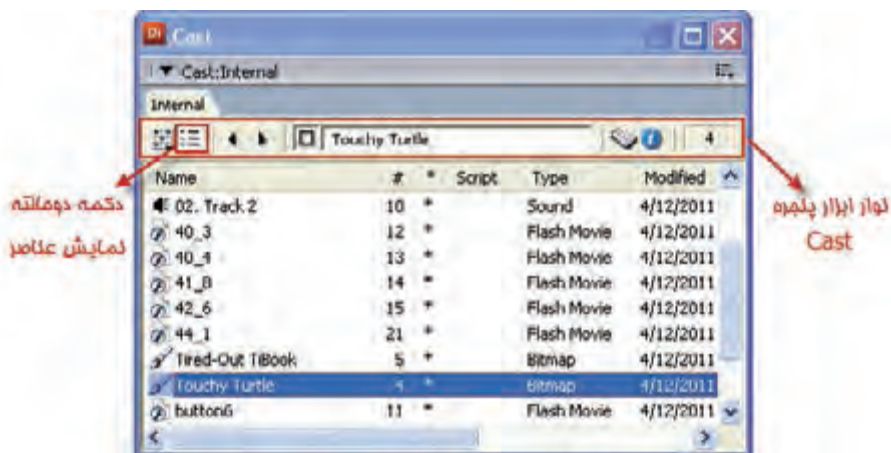 Cast
Cast:Internal
Internal
Touchy Turtle 4
Name # * Script Type Modified
02. Track 2 10 * Sound 4/12/2011
40_3 12 * Flash Movie 4/12/2011
40_4 13 * Flash Movie 4/12/2011
41_8 14 * Flash Movie 4/12/2011
42_6 15 * Flash Movie 4/12/2011
44_1 21 * Flash Movie 4/12/2011
Tired-Out TiBook 5 * Bitmap 4/12/2011
Touchy Turtle 4 * Bitmap 4/12/2011
button6 11 * Flash Movie 4/12/2011
نوار ابزار پنجره
Cast
دکمه دوحالته
نمایش عناصر